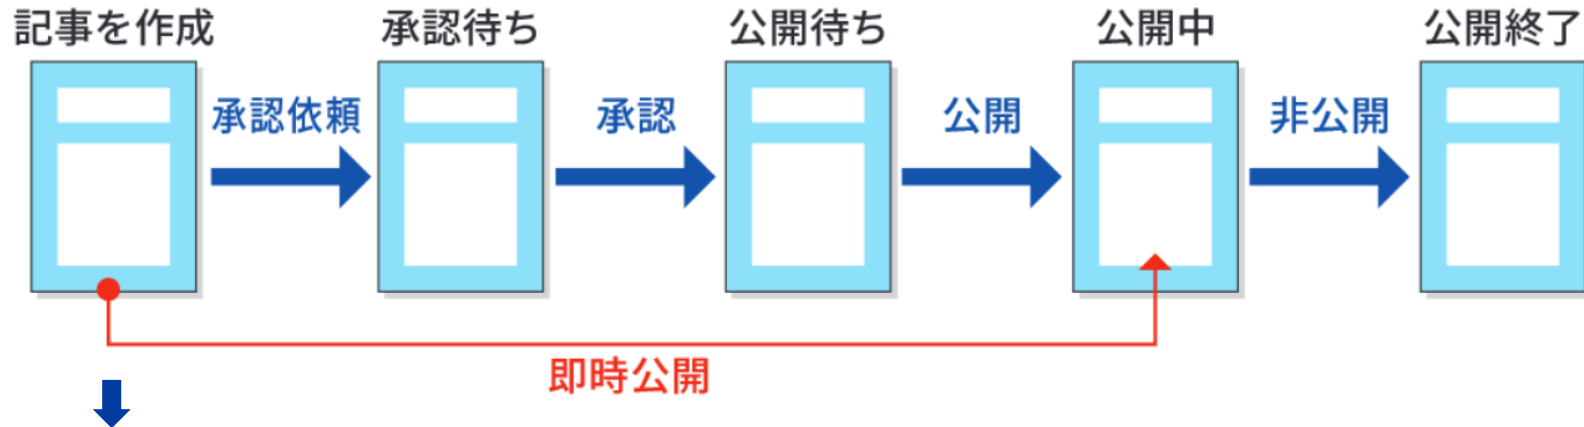 記事を作成
承認待ち
公開待ち
公開中
公開終了
承認依頼
承認
公開
非公開
即時公開